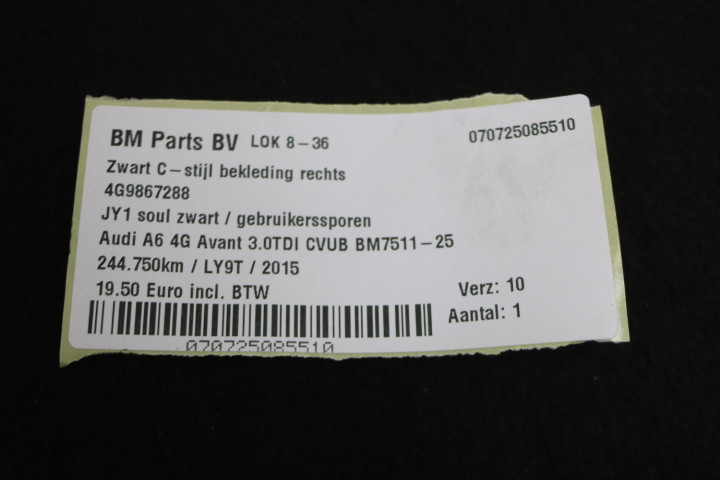 BM Parts BV LOK 8-36 070725085510
Zwart C-stijl bekleding rechts
4G9867288
JY1 soul zwart / gebruikerssporen
Audi A6 4G Avant 3.0TDI CVUB BM7511-25
244.750km / LY9T / 2015
19.50 Euro incl. BTW Verz: 10
Aantal: 1
070725085510